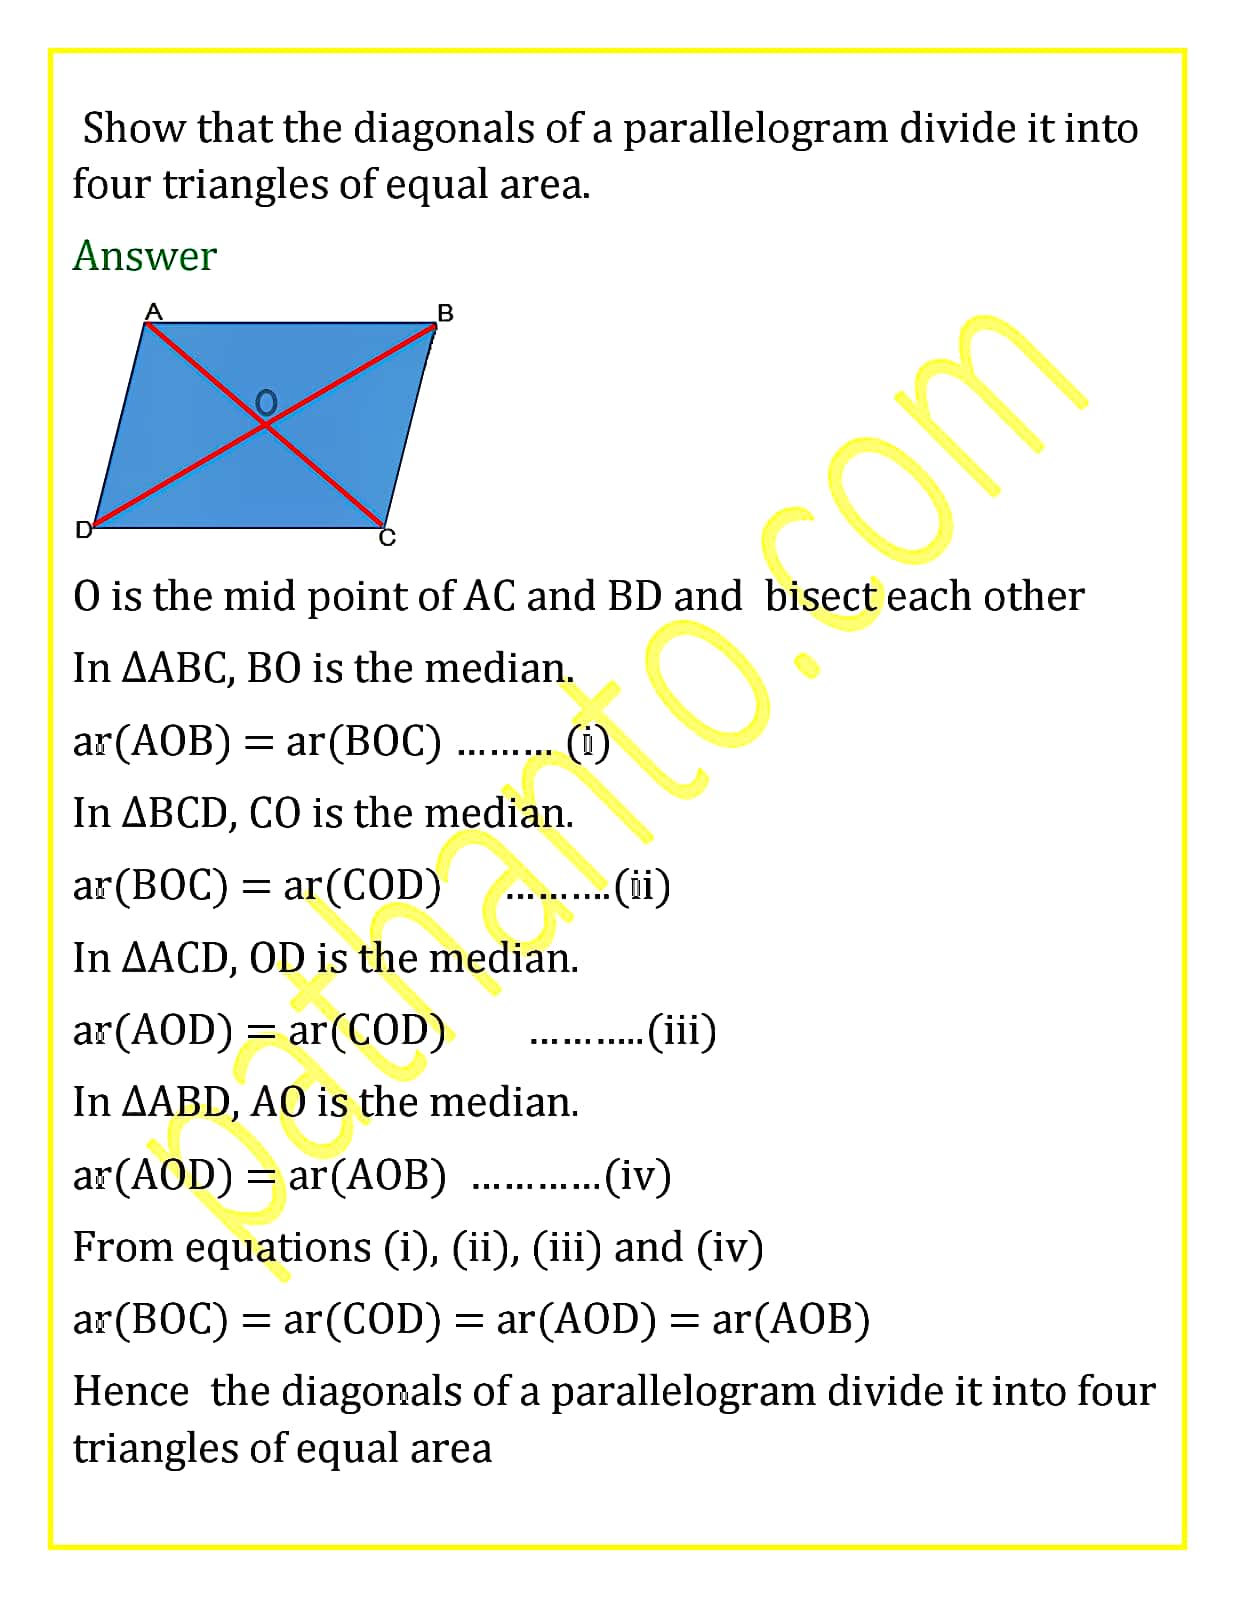 Show that the diagonals of a parallelogram divide it into
four triangles of equal area.
Answer
A
B
O
D
C
O is the mid point of AC and BD and  bisect each other
In ΔABC, BO is the median.
ar(AOB) = ar(BOC) ……… (i)
In ΔBCD, CO is the median.
ar(BOC) = ar(COD) ……….(ii)
In ΔACD, OD is the median.
ar(AOD) = ar(COD) ………..(iii)
In ΔABD, AO is the median.
ar(AOD) = ar(AOB) …………(iv)
From equations (i), (ii), (iii) and (iv)
ar(BOC) = ar(COD) = ar(AOD) = ar(AOB)
Hence  the diagonals of a parallelogram divide it into four
triangles of equal area
pathanto.com